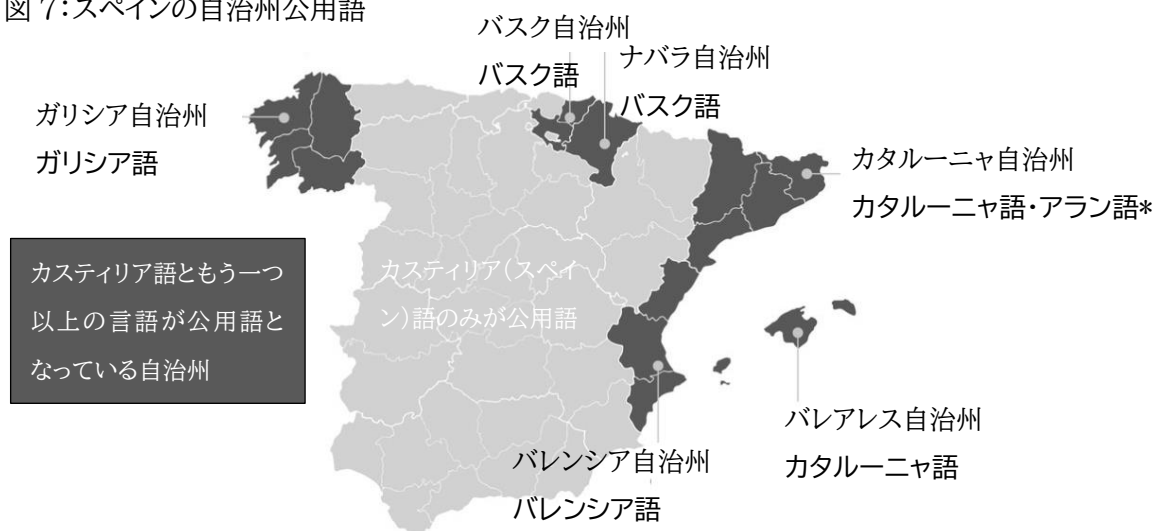 図 7：スペインの自治州公用語
バスク自治州
バスク語
ナバラ自治州
バスク語
ガリシア自治州
ガリシア語
カタルーニャ自治州
カタルーニャ語・アラン語*
カスティリア語ともう一つ
以上の言語が公用語と
なっている自治州
カスティリア（スペイ
ン）語のみが公用語
バレアレス自治州
カタルーニャ語
バレンシア自治州
バレンシア語